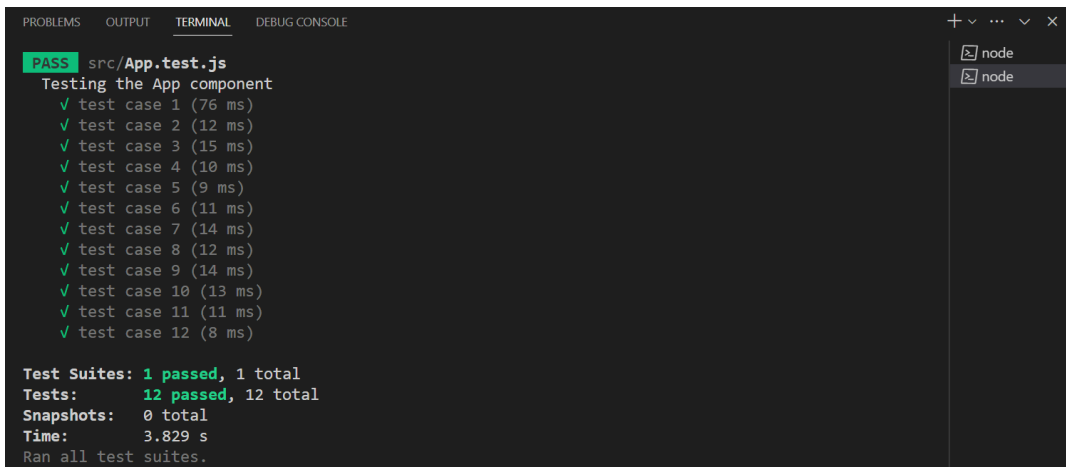 PROBLEMS OUTPUT TERMINAL DEBUG CONSOLE
PASS src/App.test.js
Testing the App component
√ test case 1 (76 ms)
√ test case 2 (12 ms)
√ test case 3 (15 ms)
√ test case 4 (10 ms)
√ test case 5 (9 ms)
√ test case 6 (11 ms)
√ test case 7 (14 ms)
√ test case 8 (12 ms)
√ test case 9 (14 ms)
√ test case 10 (13 ms)
√ test case 11 (11 ms)
√ test case 12 (8 ms)
Test Suites: 1 passed, 1 total
Tests: 12 passed, 12 total
Snapshots: 0 total
Time: 3.829 s
Ran all test suites.
node
node